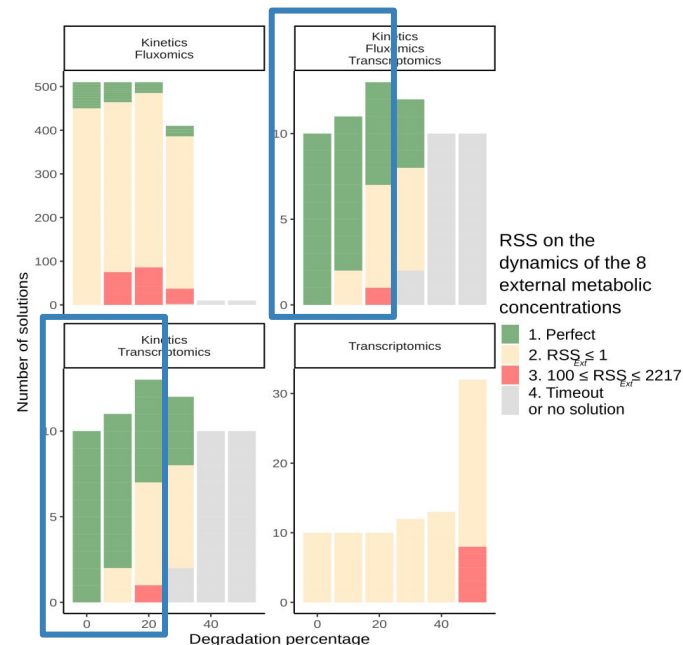 Kinetics
Fluxomics
Kinetics
Fluxomics
Transcriptomics
500
400
300
200
100
0
10
5
0
Number of solutions
Kinetics
Transcriptomics
Transcriptomics
10
5
0
0
20
40
30
20
10
0
0
20
40
Degradation percentage
RSS on the
dynamics of the 8
external metabolic
concentrations
1. Perfect
2. RSS_Ext ≤ 1
3. 100 ≤ RSS_Ext ≤ 2217
4. Timeout
or no solution